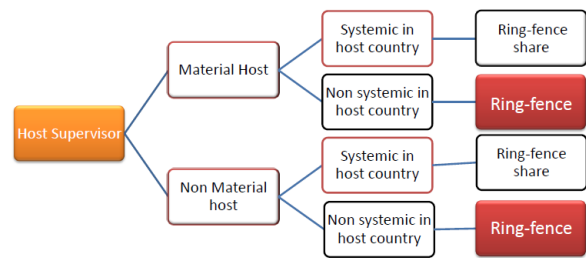 Host Supervisor
Material Host
Non Material
host
Systemic in
host country
Non systemic in
host country
Systemic in
host country
Non systemic in
host country
Ring-fence
share
Ring-fence
Ring-fence
share
Ring-fence